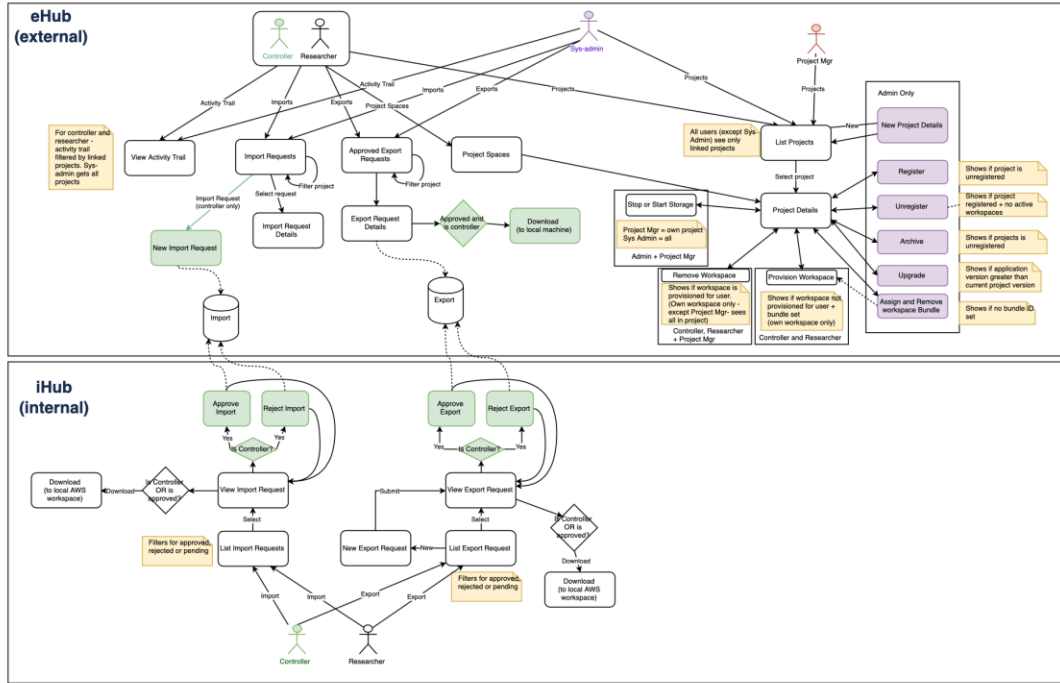 eHub
(external)
Controller
Researcher
Sys-admin
Project Mgr
Activity Trail
Imports
Exports
Activity Trail
Project Spaces
Imports
Exports
Projects
Projects
Projects
For controller and
researcher -
activity trail
filtered by linked
projects. Sys-
admin gets all
projects
View Activity Trail
Import Requests
Filter project
Approved Export
Requests
Filter project
Project Spaces
All users (except Sys
Admin) see only
linked projects
List Projects
Admin Only
New
New Project Details
Import Request
(controller only)
Select request
Select project
Register
Shows if project is
unregistered
New Import Request
Import Request
Details
Export Request
Details
Approved and
is controller
Download
(to local machine)
Stop or Start Storage
Project Mgr = own project
Sys Admin = all
Admin + Project Mgr
Project Details
Unregister
Shows if project
registered + no active
workspaces
Archive
Shows if projects is
unregistered
Upgrade
Shows if application
version greater than
current project version
Assign and Remove
workspace Bundle
Shows if no bundle ID
set
Remove Workspace
Shows if workspace is
provisioned for user.
(Own workspace only -
except Project Mgr- sees
all in project)
Controller, Researcher
+ Project Mgr
Provision Workspace
Shows if workspace not
provisioned for user +
bundle set
(own workspace only)
Controller and Researcher
Import
Export
iHub
(internal)
Approve
Import
Reject Import
Approve
Export
Reject Export
Yes
Yes
Is Controller?
Yes
Yes
Is Controller?
Download
(to local AWS
workspace)
Download
Is Controller
OR is
approved?
View Import Request
Submit
View Export Request
Is Controller
OR is
approved?
Select
Select
Filters for approved,
rejected or pending
List Import Requests
New Export Request
New
List Export Request
Download
Filters for approved,
rejected or pending
Download
(to local AWS
workspace)
Import
Import
Export
Export
Controller
Researcher